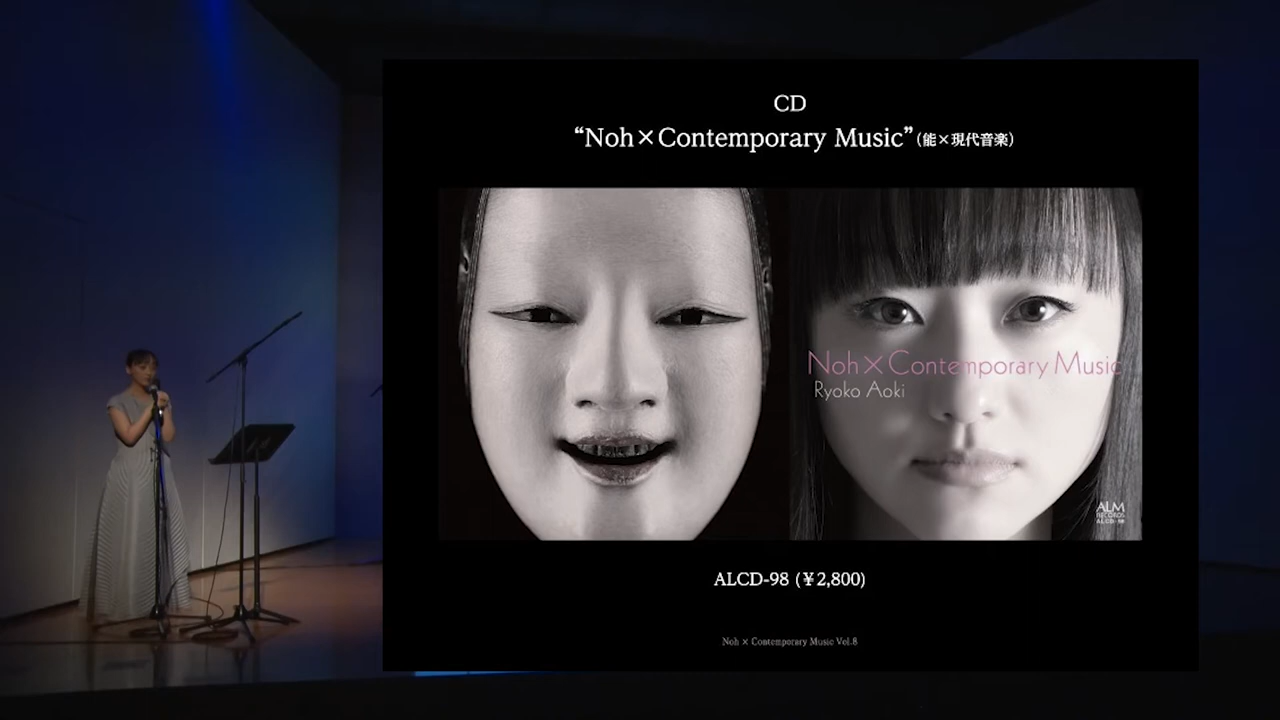 CD
“Noh×Contemporary Music”(能×現代音楽)
Noh×Contemporary Music
Ryoko Aoki
ALM
RECORDS
ALCD-98
ALCD-98 (￥2,800)
Noh × Contemporary Music Vol.8